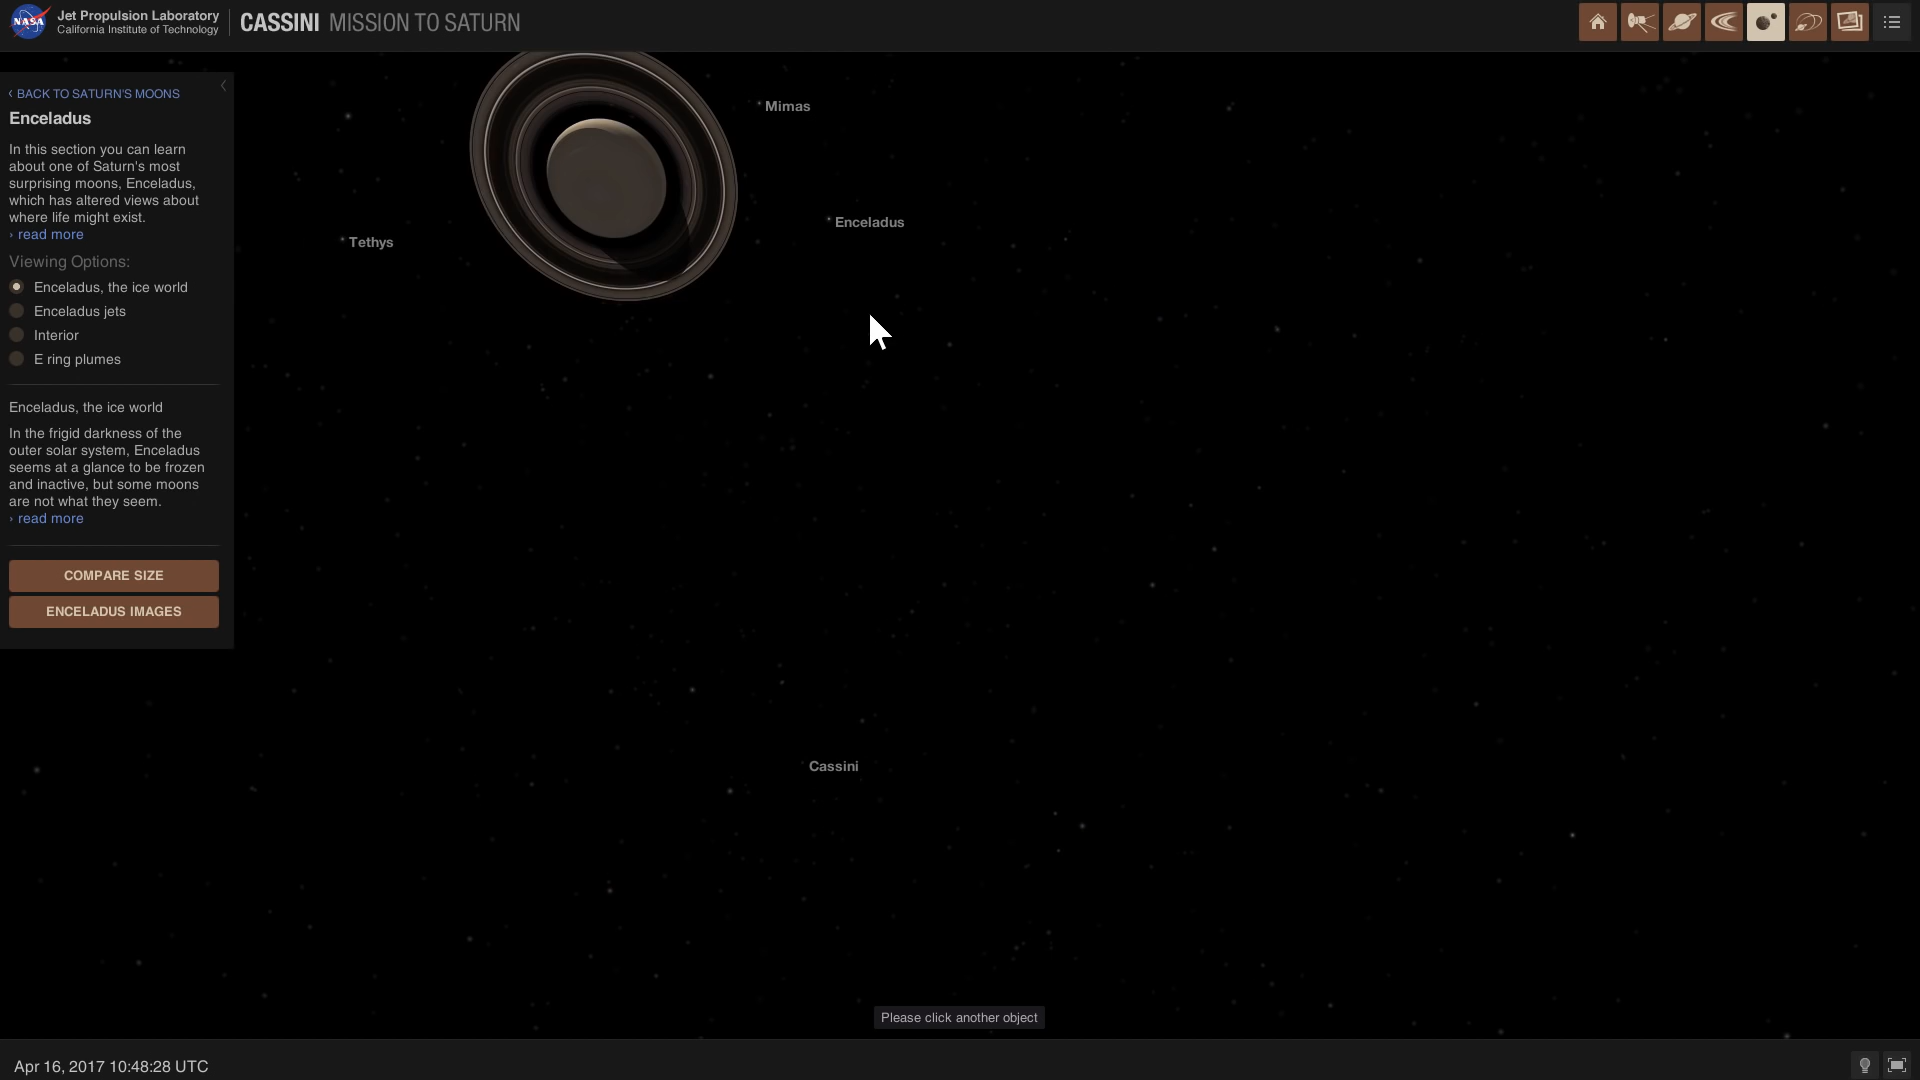 NASA
Jet Propulsion Laboratory
California Institute of Technology
CASSINI MISSION TO SATURN
‹ BACK TO SATURN'S MOONS
Enceladus
In this section you can learn
about one of Saturn's most
surprising moons, Enceladus,
which has altered views about
where life might exist.
› read more
Viewing Options:
Enceladus, the ice world
Enceladus jets
Interior
E ring plumes
Enceladus, the ice world
In the frigid darkness of the
outer solar system, Enceladus
seems at a glance to be frozen
and inactive, but some moons
are not what they seem.
› read more
COMPARE SIZE
ENCELADUS IMAGES
Mimas
Enceladus
Tethys
Cassini
Please click another object
Apr 16, 2017 10:48:28 UTC